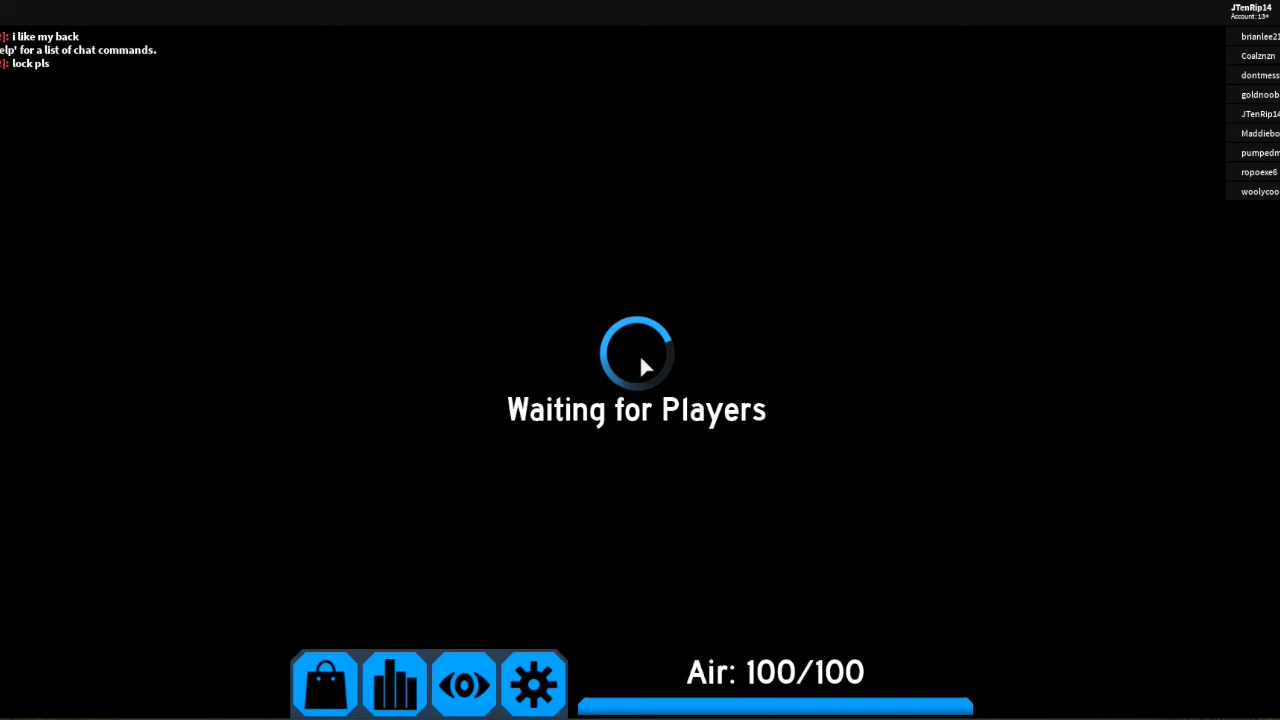 JTenRip14
Account: 13+
]: i like my back
elp' for a list of chat commands.
]: lock pls
brianlee21
Coalznzn
dontmess
goldnoob
JTenRip14
Maddiebo
pumpedm
ropoexe6
woolycoo
Waiting for Players
Air: 100/100